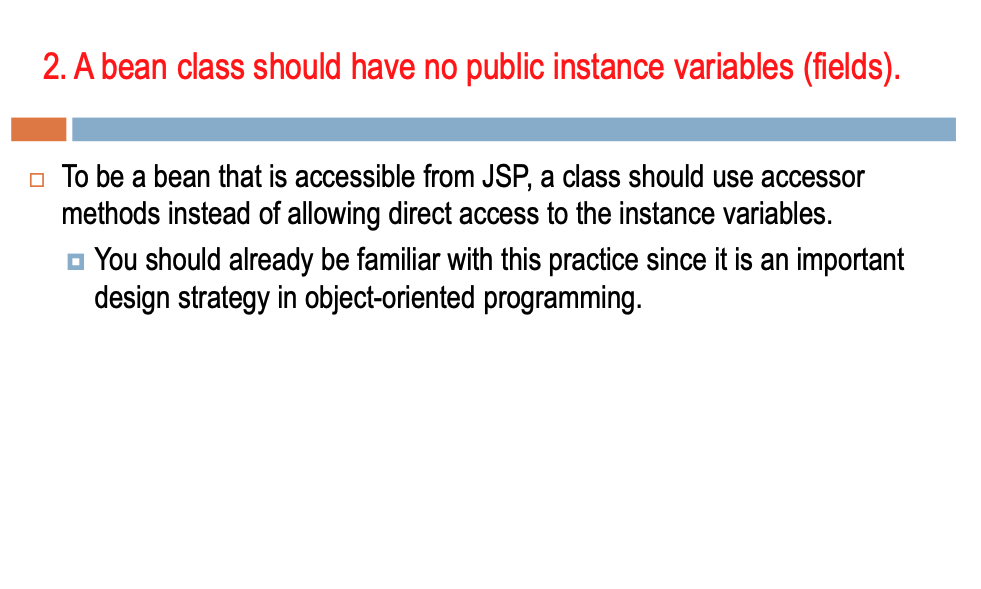 2. A bean class should have no public instance variables (fields).
To be a bean that is accessible from JSP, a class should use accessor
methods instead of allowing direct access to the instance variables.
You should already be familiar with this practice since it is an important
design strategy in object-oriented programming.